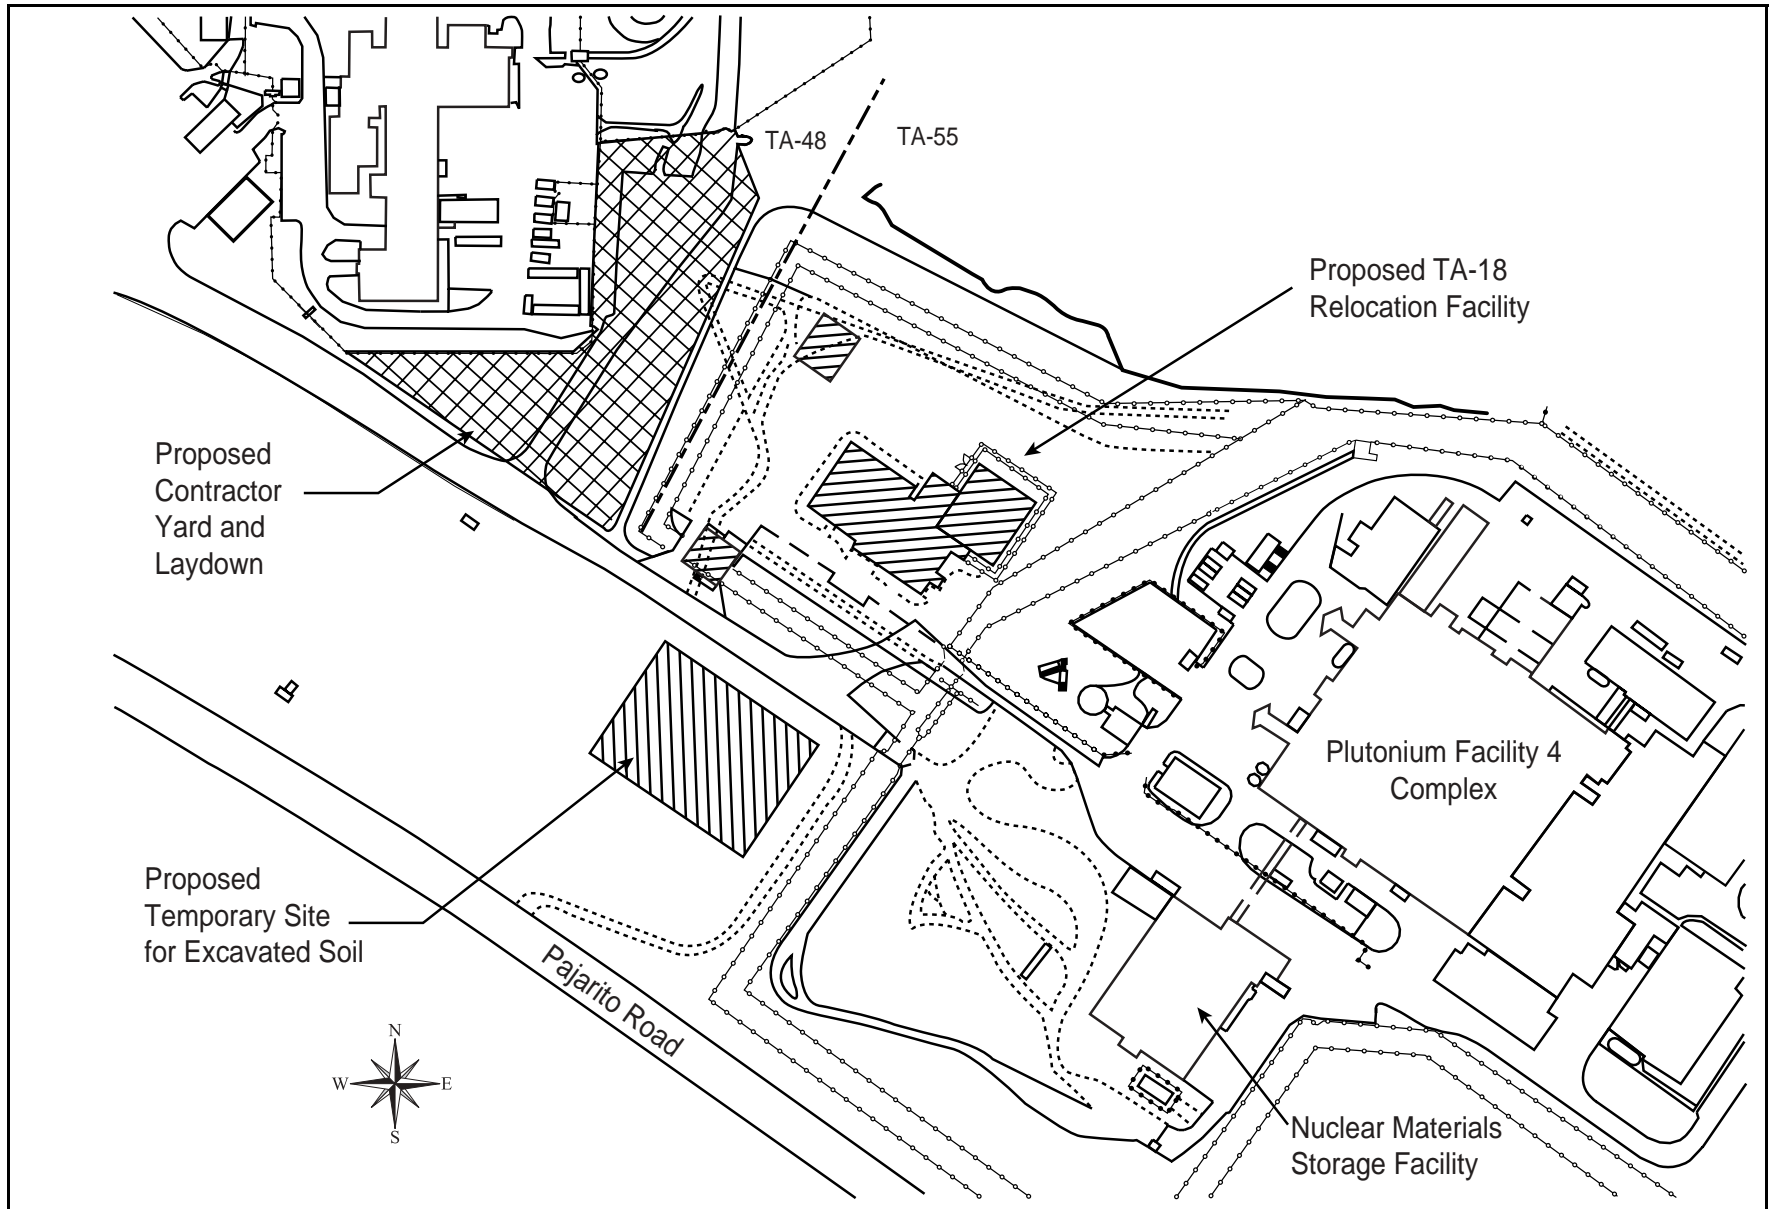 TA-48
TA-55
Proposed TA-18
Relocation Facility
Proposed
Contractor
Yard and
Laydown
Plutonium Facility 4
Complex
Proposed
Temporary Site
for Excavated Soil
Pajarito Road
N
W
E
S
Nuclear Materials
Storage Facility